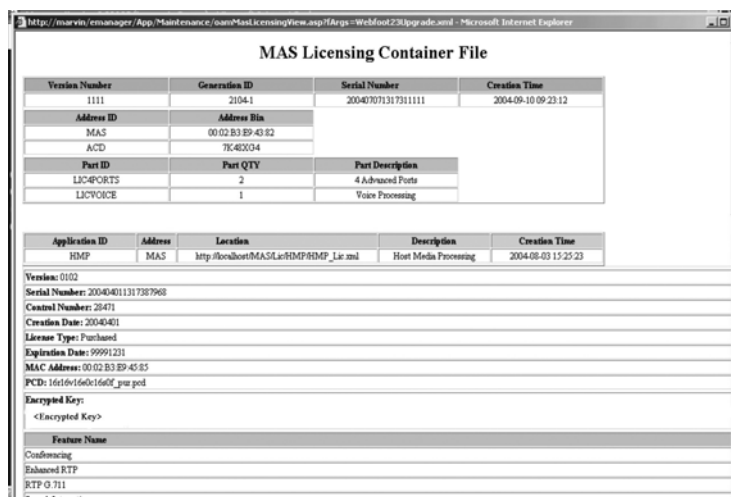 http://marvin/emanager/App/Maintenance/oamMasLicensingView.asp?fArgs=Webfoot23Upgrade.xml - Microsoft Internet Explorer
MAS Licensing Container File
Version Number Generation ID Serial Number Creation Time
1111 2104-1 200407071317311111 2004-09-10 09:23:12
Address ID Address Bin
MAS 00:02:B3:E9:43:82
ACD 7K48XG4
Part ID Part QTY Part Description
LIC4PORTS 2 4 Advanced Ports
LICVOICE 1 Voice Processing
Application ID Address Location Description Creation Time
HMP MAS http://localhost/MAS/Lic/HMP/HMP_Lic.xml Host Media Processing 2004-08-03 15:25:23
Version: 0102
Serial Number: 200404011317387968
Control Number: 28471
Creation Date: 20040401
License Type: Purchased
Expiration Date: 99991231
MAC Address: 00:02:B3:E9:45:85
PCD: 16r16v16e0c16s0f_pur.pcd
Encrypted Key:
<Encrypted Key>
Feature Name
Conferencing
Enhanced RTP
RTP G.711